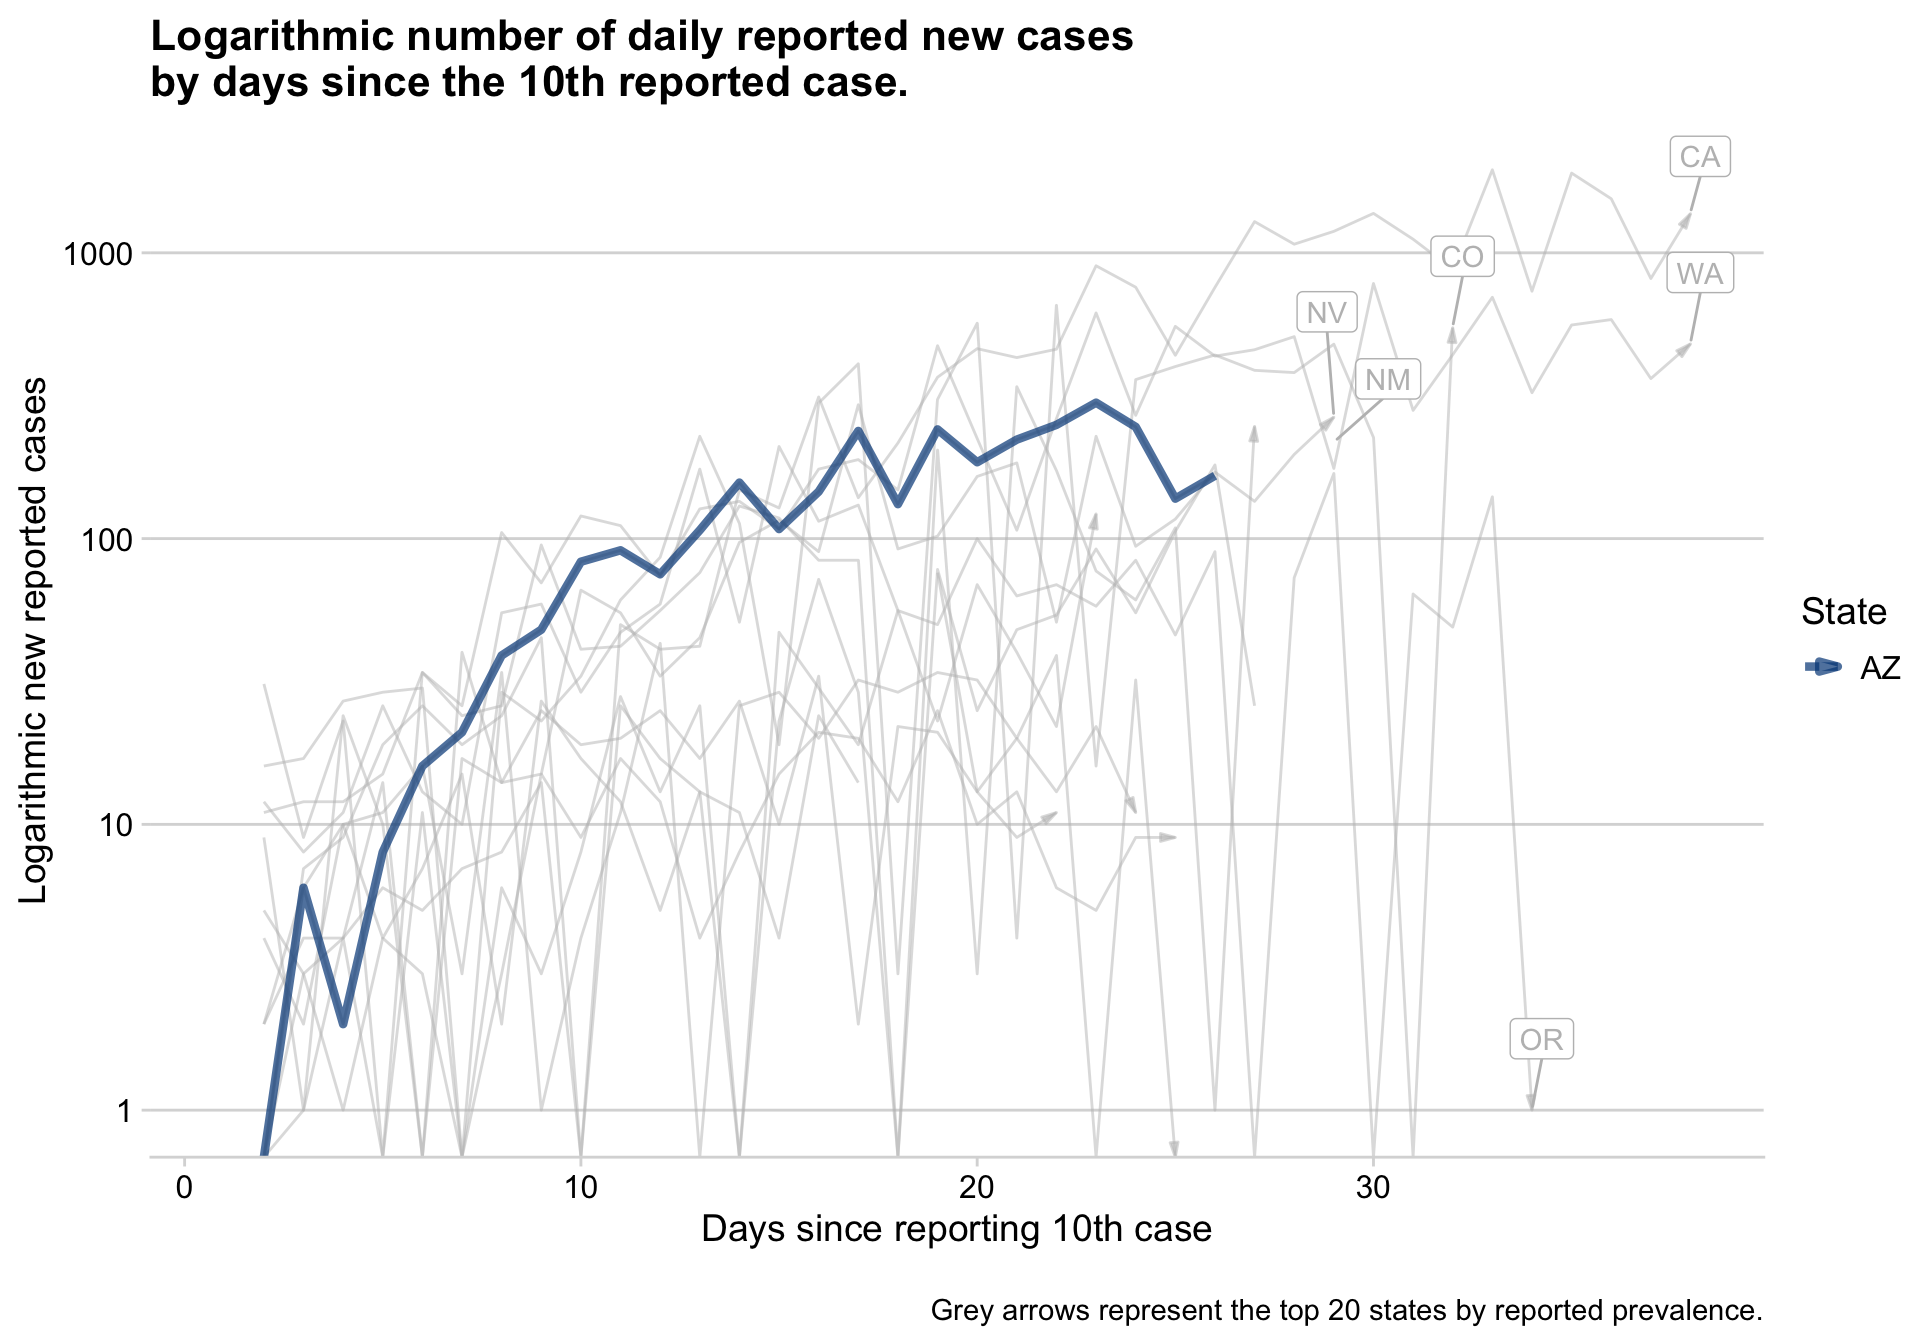 Logarithmic number of daily reported new cases
by days since the 10th reported case.
CA
1000
CO
WA
NV
NM
Logarithmic new reported cases
100
State
AZ
10
OR
1
0 10 20 30
Days since reporting 10th case
Grey arrows represent the top 20 states by reported prevalence.